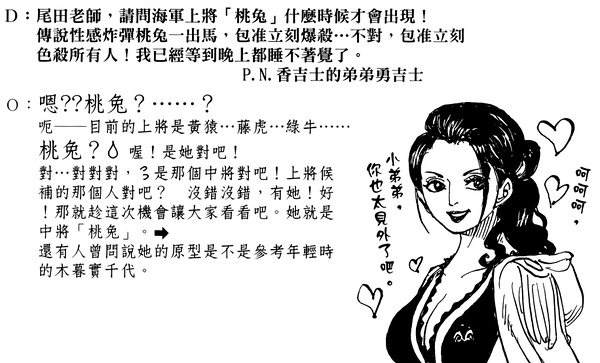 D：尾田老師，請問海軍上將「桃兔」什麼時候才會出現！
傳說性感炸彈桃兔一出馬，包准立刻爆殺…不對，包准立刻
色殺所有人！我已經等到晚上都睡不著覺了。
P.N.香吉士的弟弟勇吉士
O：嗯??桃兔？……？
呃──目前的上將是黃猿…藤虎…綠牛……
桃兔？喔！是她對吧！
對…對對對，ろ是那個中將對吧！上將候
補的那個人對吧？　沒錯沒錯，有她！好
！那就趁這次機會讓大家看看吧。她就是
中將「桃兔」。➡
還有人曾問說她的原型是不是參考年輕時
的木暮實千代。
小弟弟，
你也太見外了吧。
呵呵呵，